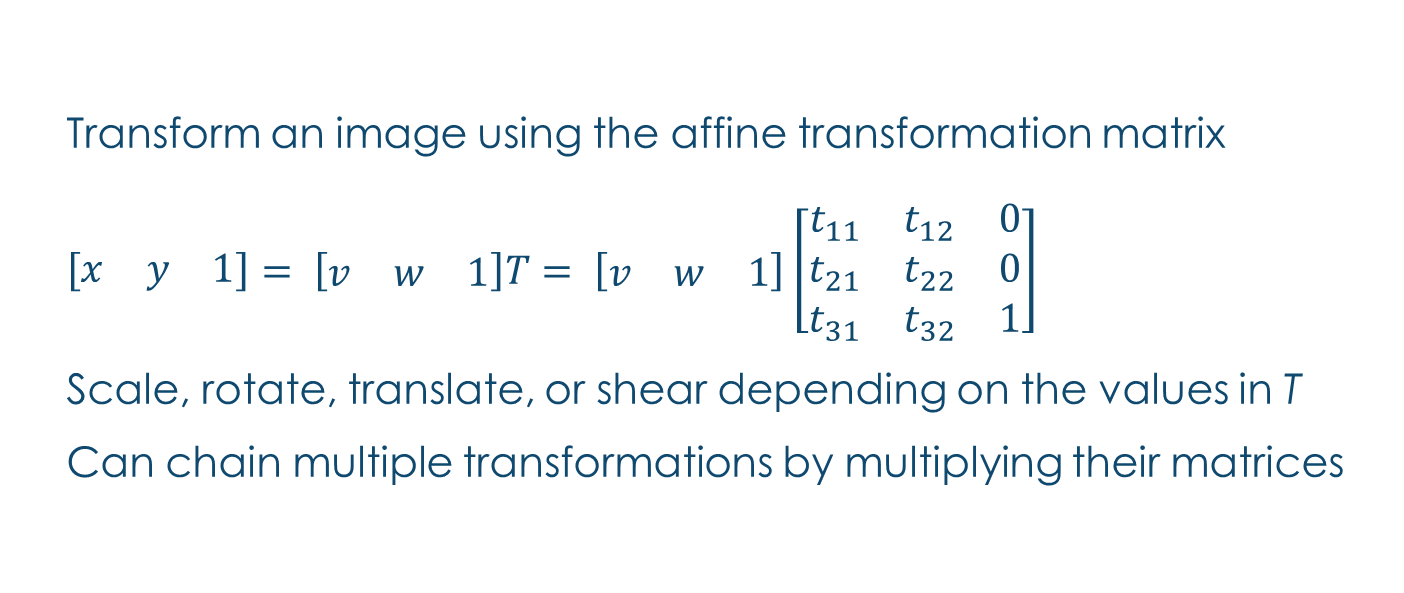 Transform an image using the affine transformation matrix
[x y 1] = [v w 1]T = [v w 1] [t₁₁ t₁₂ 0
t₂₁ t₂₂ 0
t₃₁ t₃₂ 1]
Scale, rotate, translate, or shear depending on the values in T
Can chain multiple transformations by multiplying their matrices